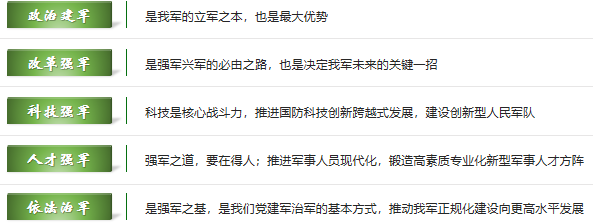 政治建军 是我军的立军之本，也是最大优势
改革强军 是强军兴军的必由之路，也是决定我军未来的关键一招
科技强军 科技是核心战斗力，推进国防科技创新跨越式发展，建设创新型人民军队
人才强军 强军之道，要在得人；推进军事人员现代化，锻造高素质专业化新型军事人才方阵
依法治军 是强军之基，是我们党建军治军的基本方式，推动我军正规化建设向更高水平发展